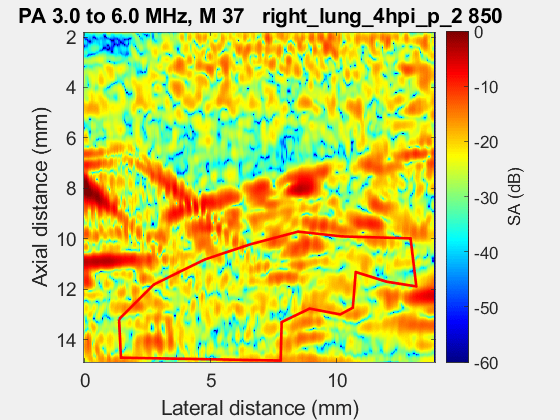 PA 3.0 to 6.0 MHz, M 37   right_lung_4hpi_p_2 850
2
4
6
8
10
12
14
Axial distance (mm)
0 5 10
Lateral distance (mm)
0
-10
-20
-30
-40
-50
-60
SA (dB)